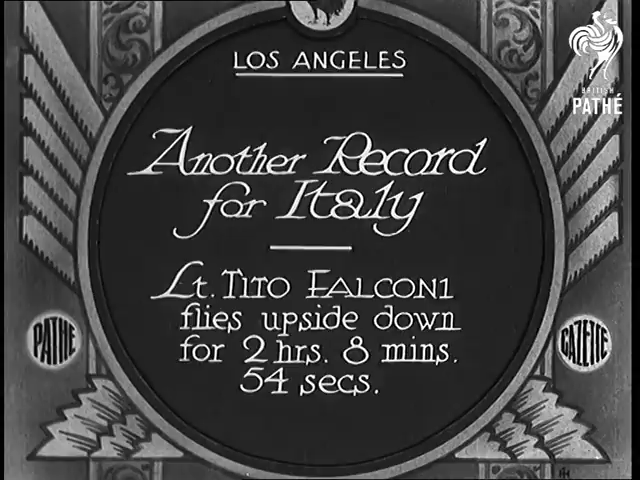 LOS ANGELES
Another Record
for Italy
Lt. TITO FALCONI
flies upside down
for 2 hrs. 8 mins.
54 secs.
PATHE
GAZETTE
BRITISH
PATHÉ